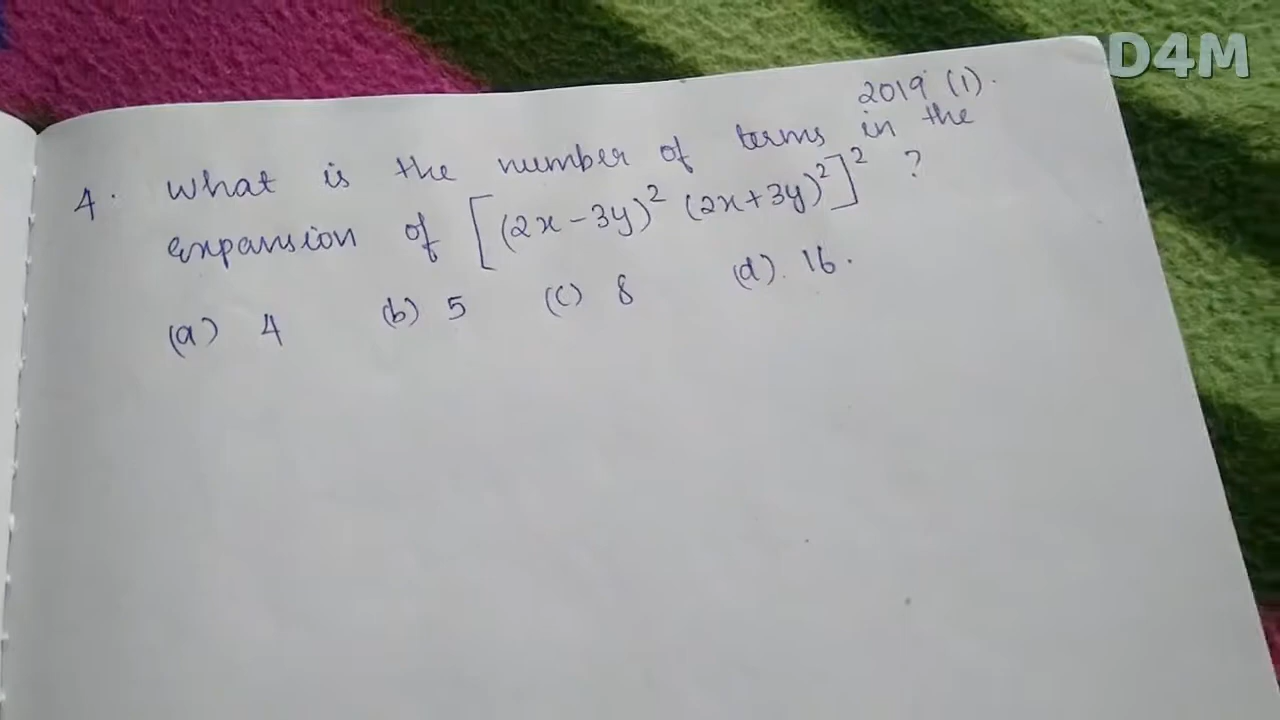 D4M
2019 (1).
4. What is the number of terms in the
expansion of [(2x-3y)² (2x+3y)²]² ?
(a) 4 (b) 5 (c) 8 (d). 16.